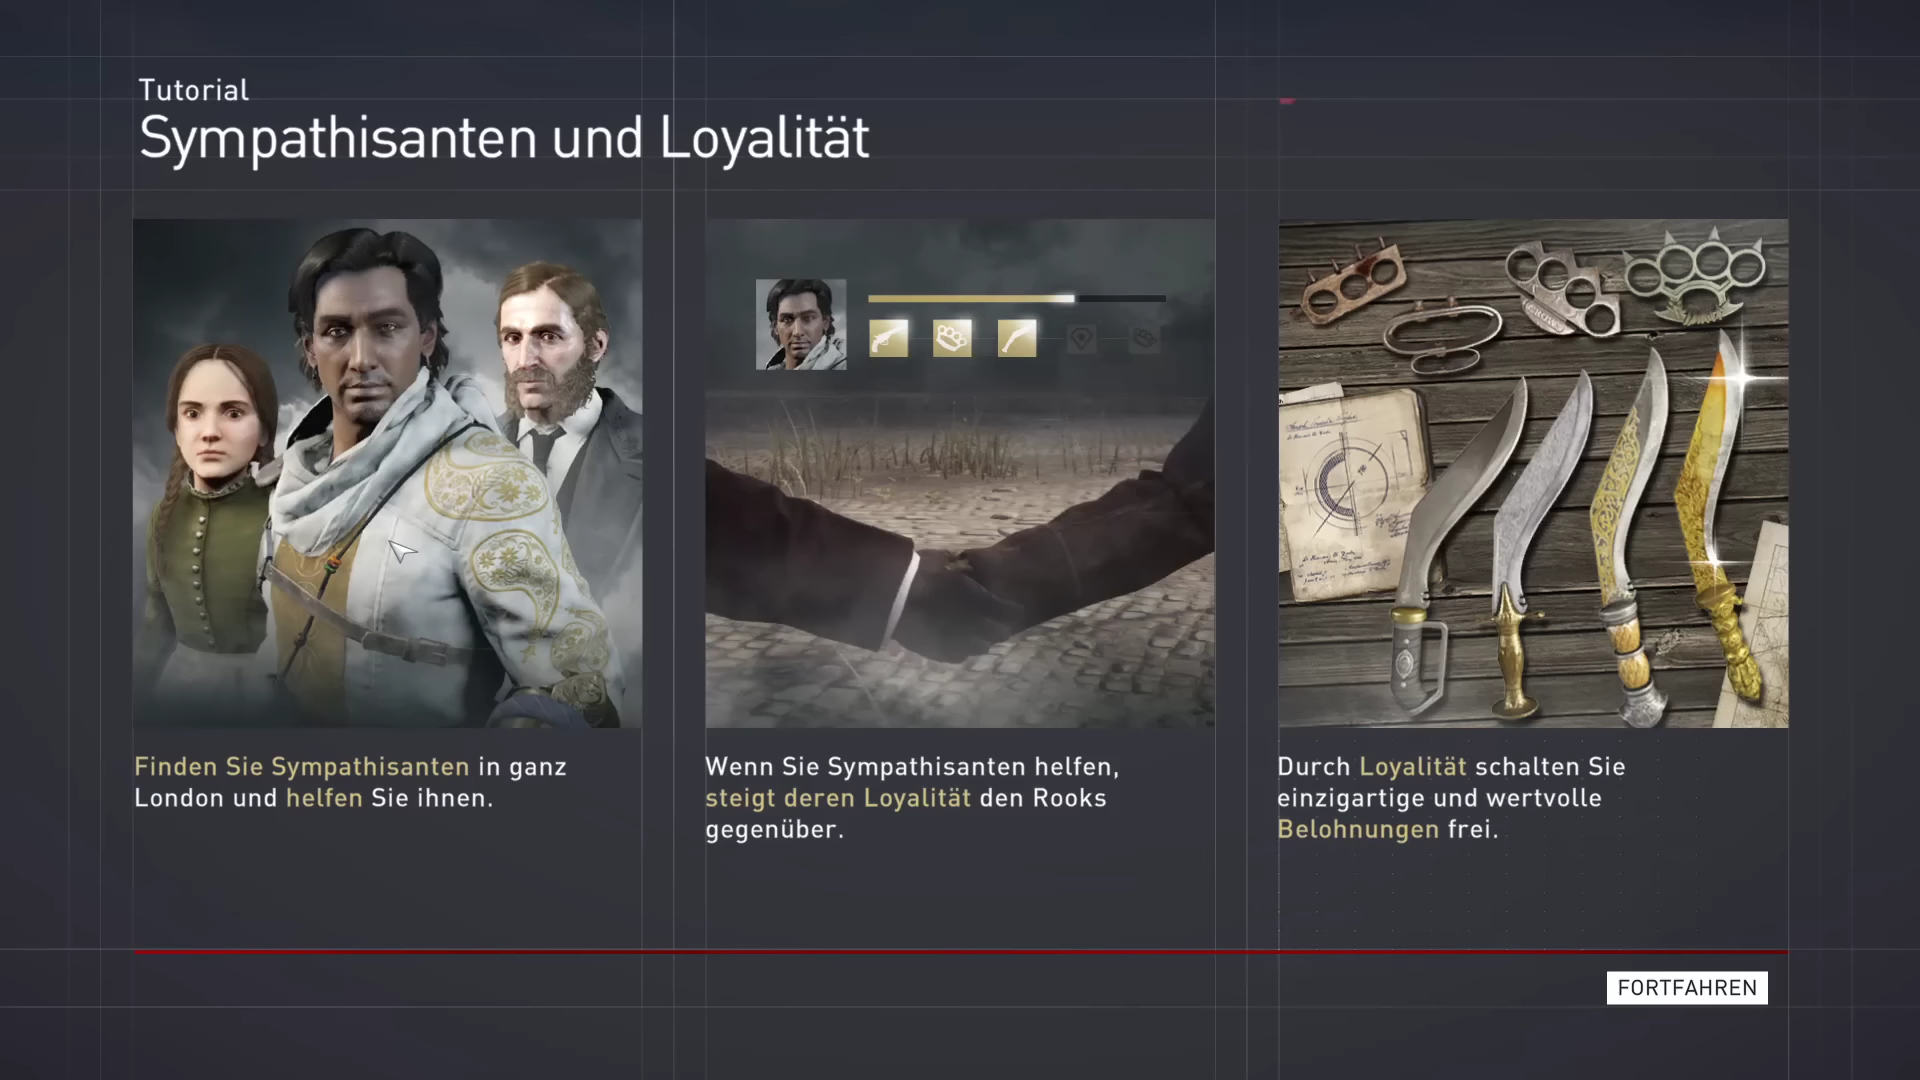 Tutorial
Sympathisanten und Loyalität
Finden Sie Sympathisanten in ganz
London und helfen Sie ihnen.
Wenn Sie Sympathisanten helfen,
steigt deren Loyalität den Rooks
gegenüber.
Durch Loyalität schalten Sie
einzigartige und wertvolle
Belohnungen frei.
FORTFAHREN